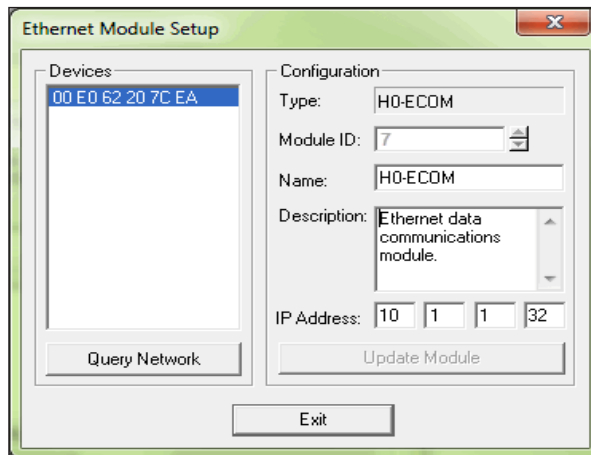 Ethernet Module Setup
Devices
00 E0 62 20 7C EA
Query Network
Configuration
Type: H0-ECOM
Module ID: 7
Name: H0-ECOM
Description: Ethernet data
communications
module.
IP Address: 10 1 1 32
Update Module
Exit